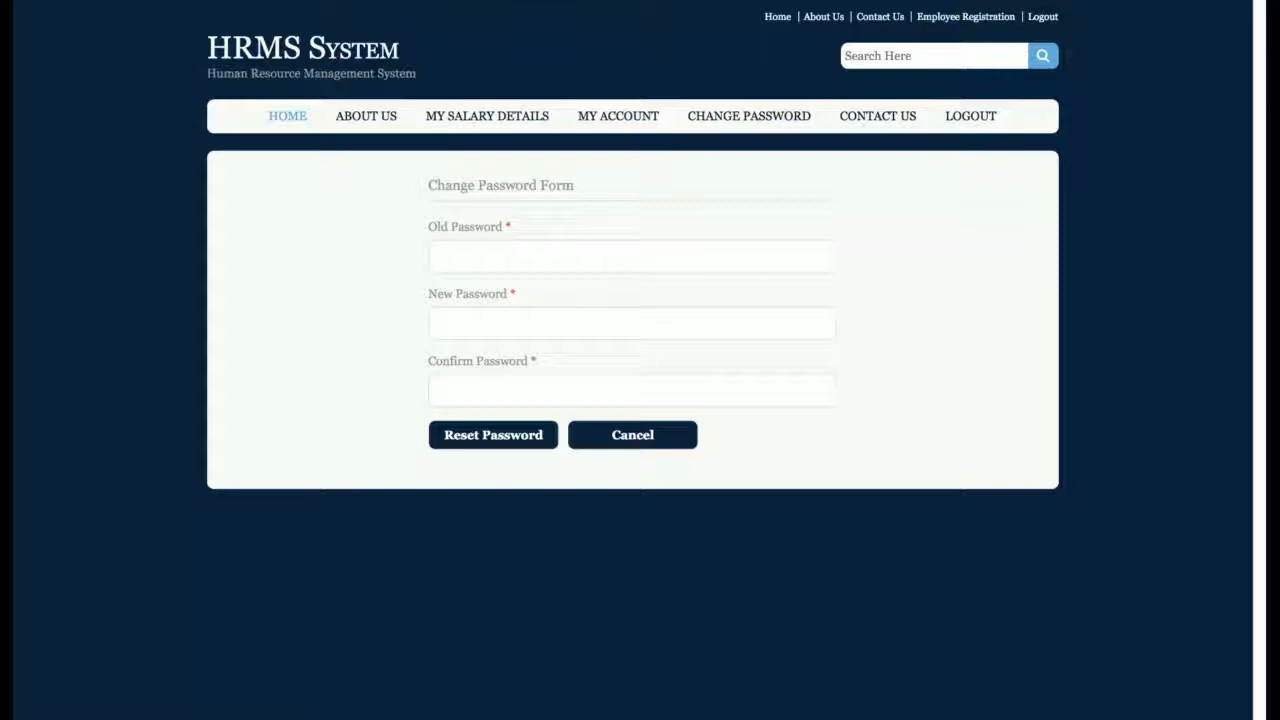 Home | About Us | Contact Us | Employee Registration | Logout
HRMS System
Human Resource Management System
Search Here
HOME ABOUT US MY SALARY DETAILS MY ACCOUNT CHANGE PASSWORD CONTACT US LOGOUT
Change Password Form
Old Password *
New Password *
Confirm Password *
Reset Password Cancel